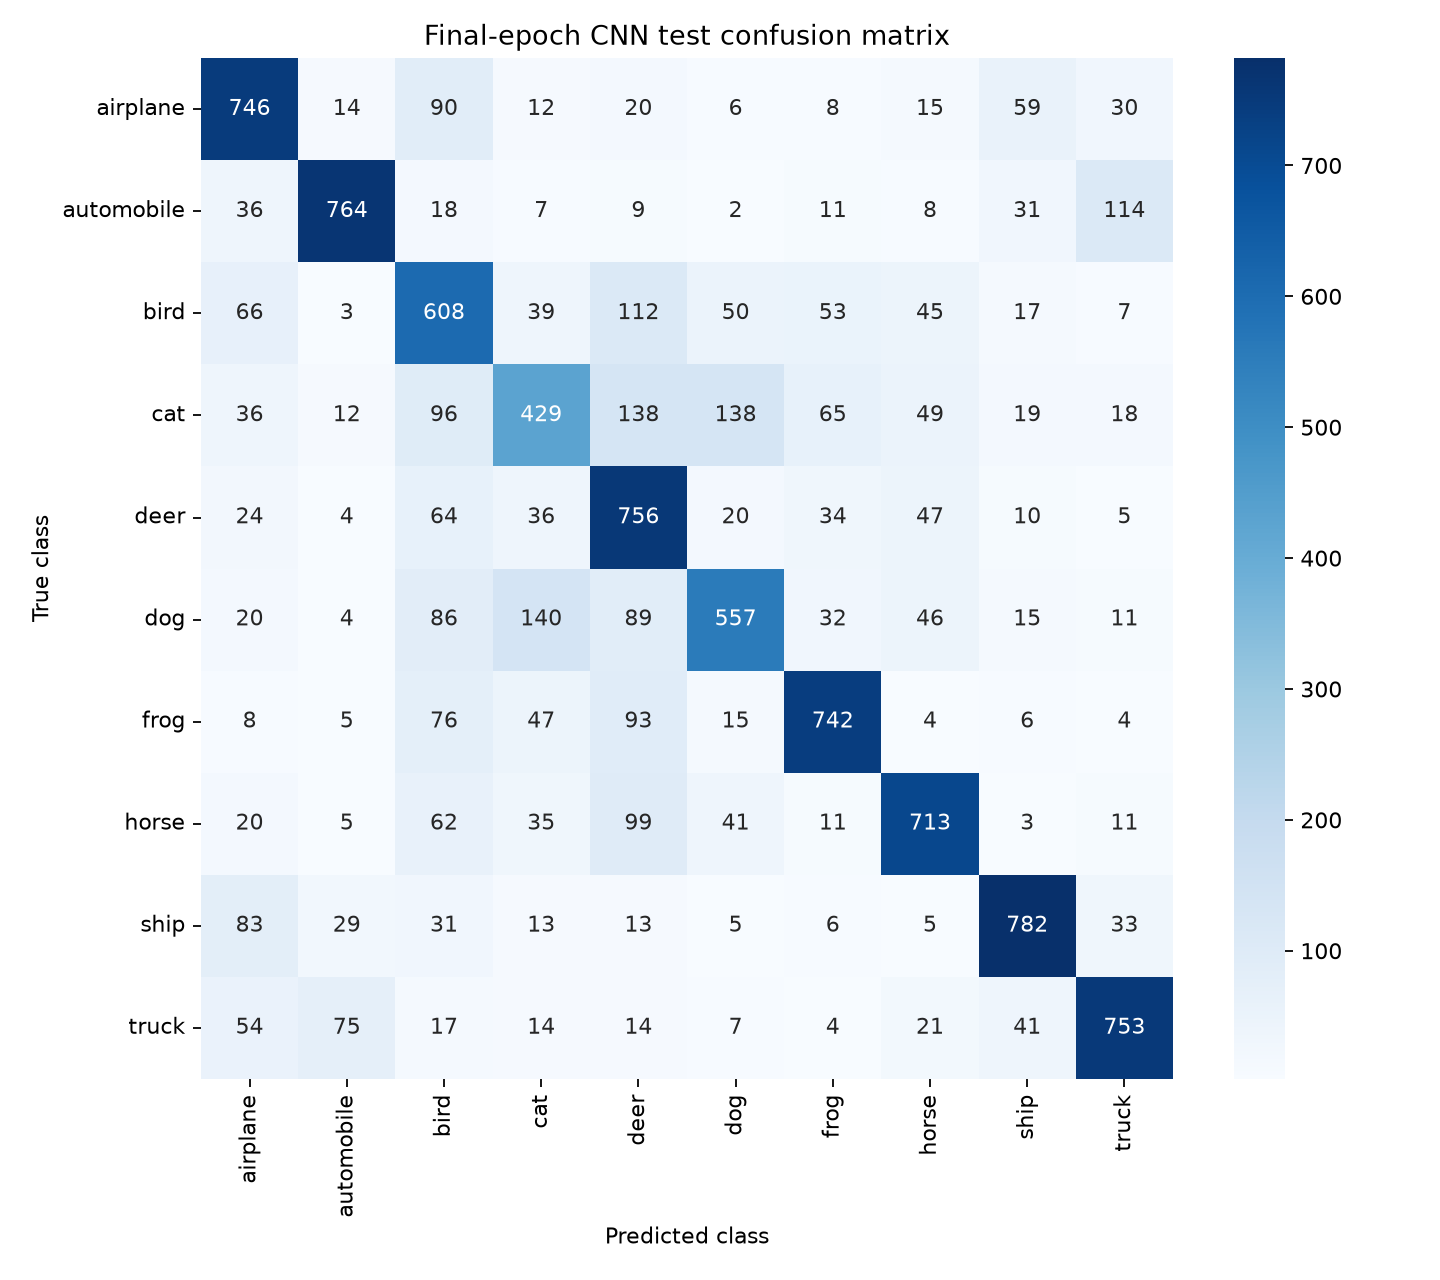 Final-epoch CNN test confusion matrix
airplane 746 14 90 12 20 6 8 15 59 30
automobile 36 764 18 7 9 2 11 8 31 114
bird 66 3 608 39 112 50 53 45 17 7
cat 36 12 96 429 138 138 65 49 19 18
deer 24 4 64 36 756 20 34 47 10 5
dog 20 4 86 140 89 557 32 46 15 11
frog 8 5 76 47 93 15 742 4 6 4
horse 20 5 62 35 99 41 11 713 3 11
ship 83 29 31 13 13 5 6 5 782 33
truck 54 75 17 14 14 7 4 21 41 753
airplane automobile bird cat deer dog frog horse ship truck
Predicted class
True class
700
600
500
400
300
200
100